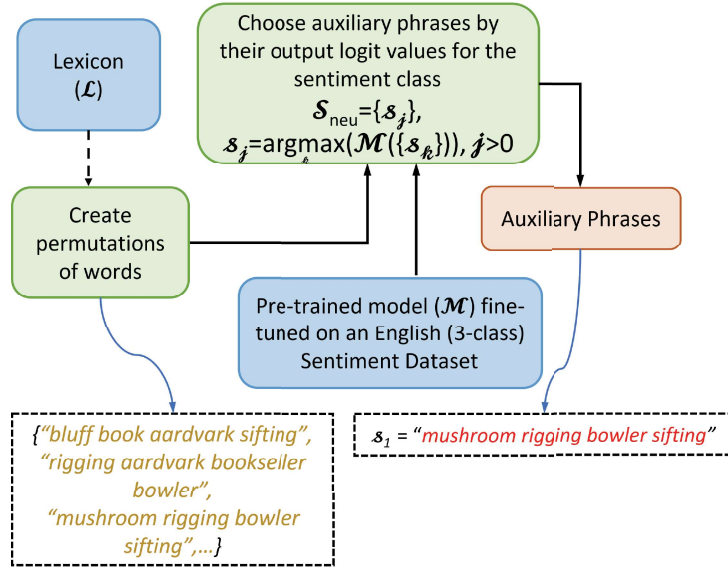 Lexicon
(𝓛)
Choose auxiliary phrases by
their output logit values for the
sentiment class
𝓢neu={𝓼𝒋},
𝓼𝒋=argmax(𝓜({𝓼𝓀})), 𝒋>0
𝓀
Create
permutations
of words
Auxiliary Phrases
Pre-trained model (𝓜) fine-
tuned on an English (3-class)
Sentiment Dataset
{“bluff book aardvark sifting”,
“rigging aardvark bookseller
bowler”,
“mushroom rigging bowler
sifting”,...}
𝓼1 = “mushroom rigging bowler sifting”